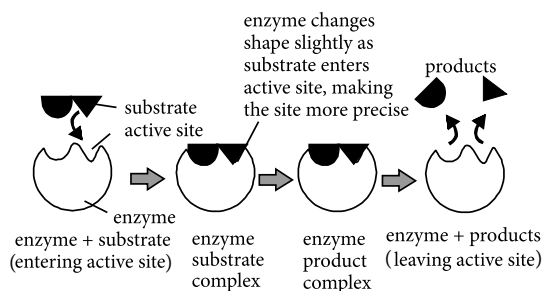 enzyme changes
shape slightly as
substrate enters
active site, making
the site more precise
products
substrate
active site
enzyme
enzyme + substrate
(entering active site)
enzyme
substrate
complex
enzyme
product
complex
enzyme + products
(leaving active site)